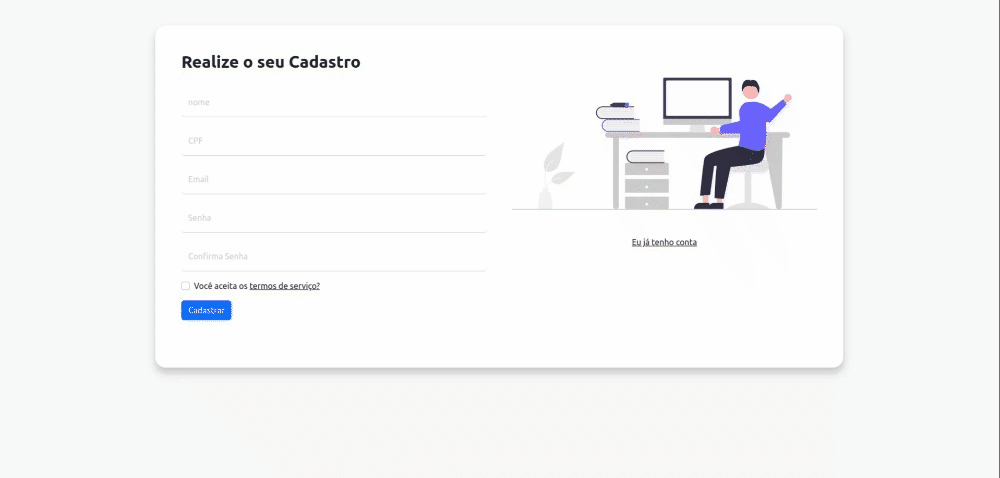 Realize o seu Cadastro
nome
CPF
Email
Senha
Confirma Senha
Você aceita os termos de serviço?
Cadastrar
Eu já tenho conta